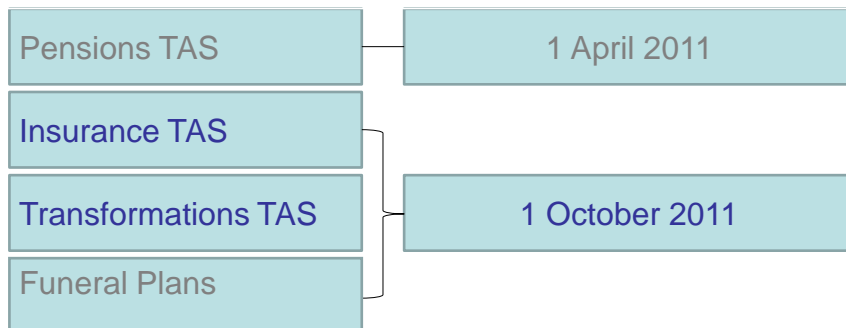 Pensions TAS
1 April 2011
Insurance TAS
Transformations TAS
1 October 2011
Funeral Plans